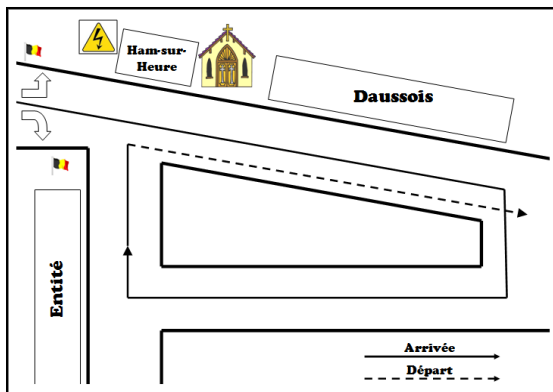 Ham-sur-
Heure
Daussois
Entité
Arrivée
Départ